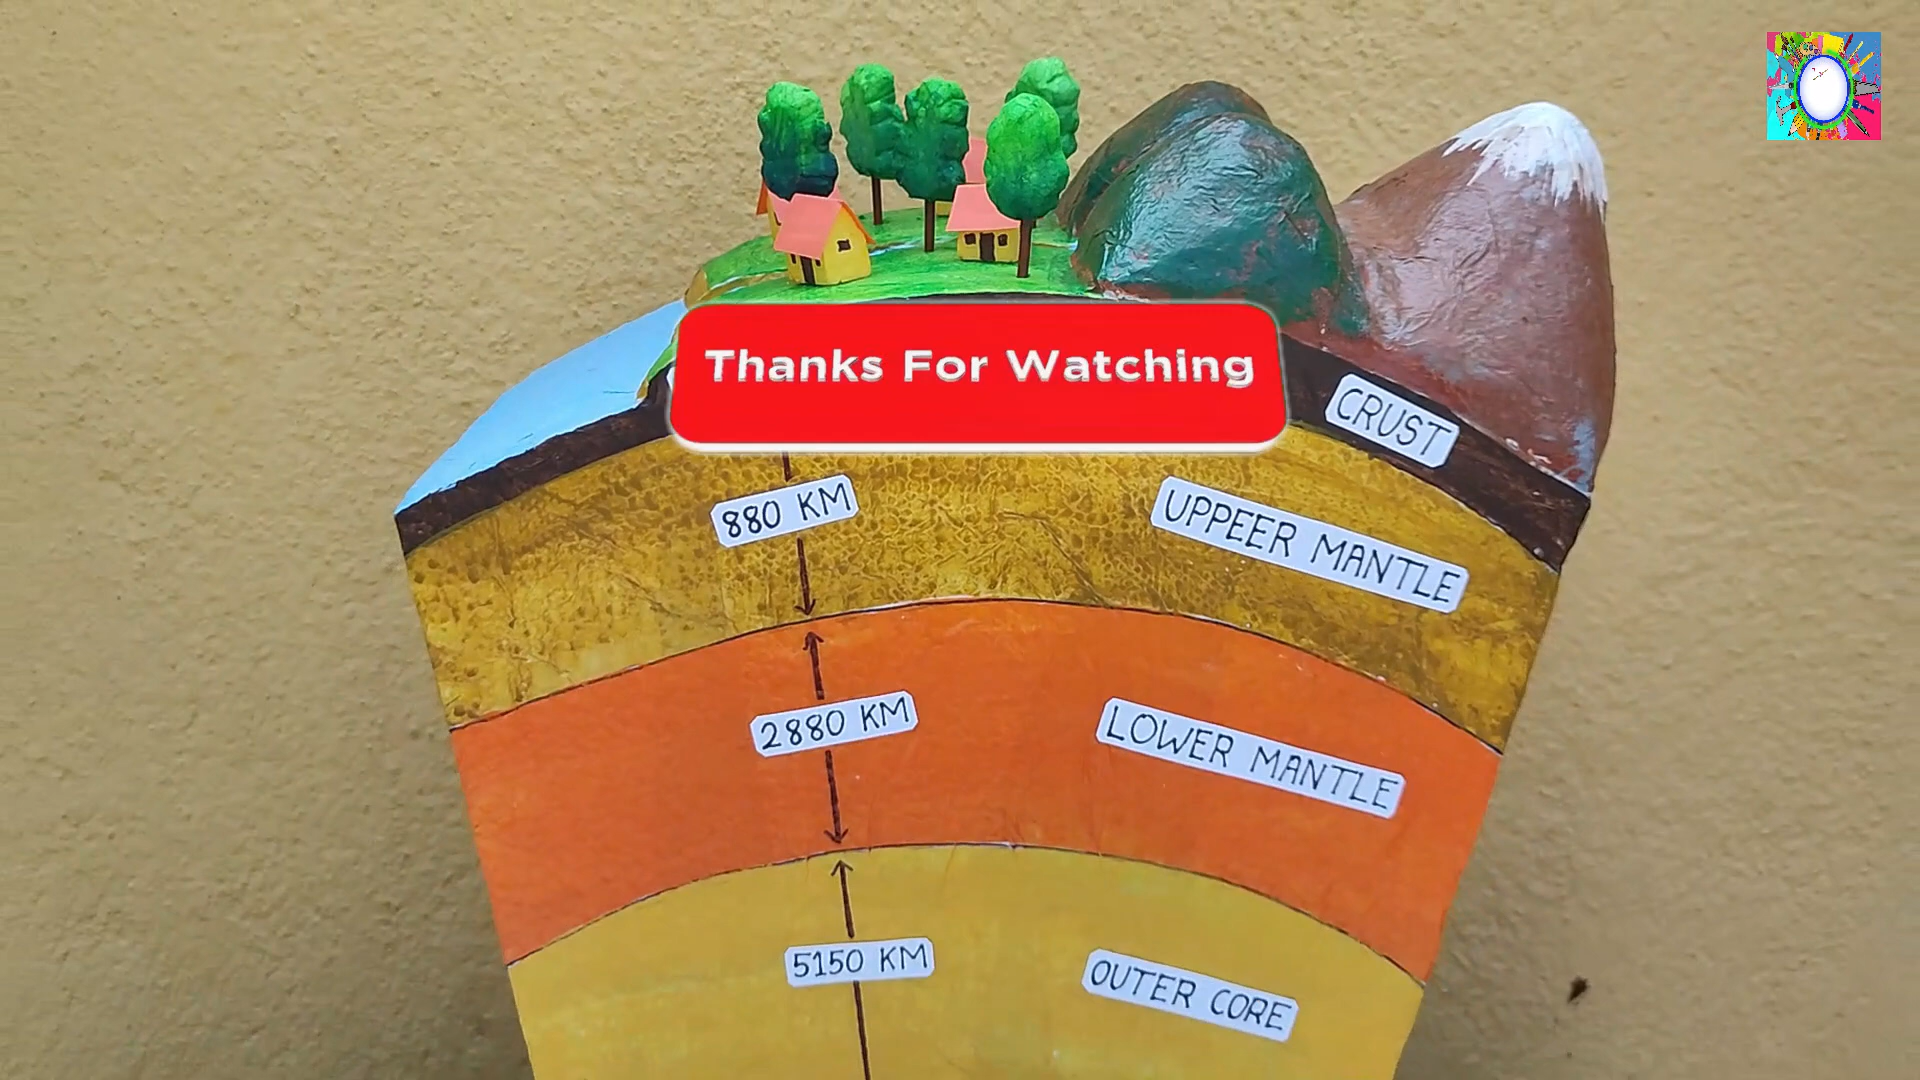 Thanks For Watching
CRUST
880 KM
UPPEER MANTLE
2880 KM
LOWER MANTLE
5150 KM
OUTER CORE